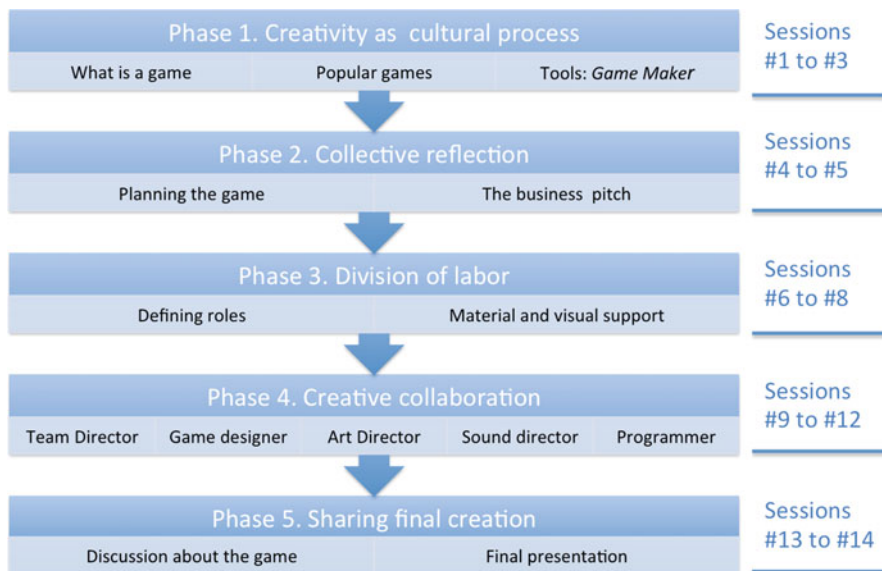 Phase 1. Creativity as cultural process
What is a game
Popular games
Tools: Game Maker
Sessions
#1 to #3
Phase 2. Collective reflection
Planning the game
The business pitch
Sessions
#4 to #5
Phase 3. Division of labor
Defining roles
Material and visual support
Sessions
#6 to #8
Phase 4. Creative collaboration
Team Director
Game designer
Art Director
Sound director
Programmer
Sessions
#9 to #12
Phase 5. Sharing final creation
Discussion about the game
Final presentation
Sessions
#13 to #14